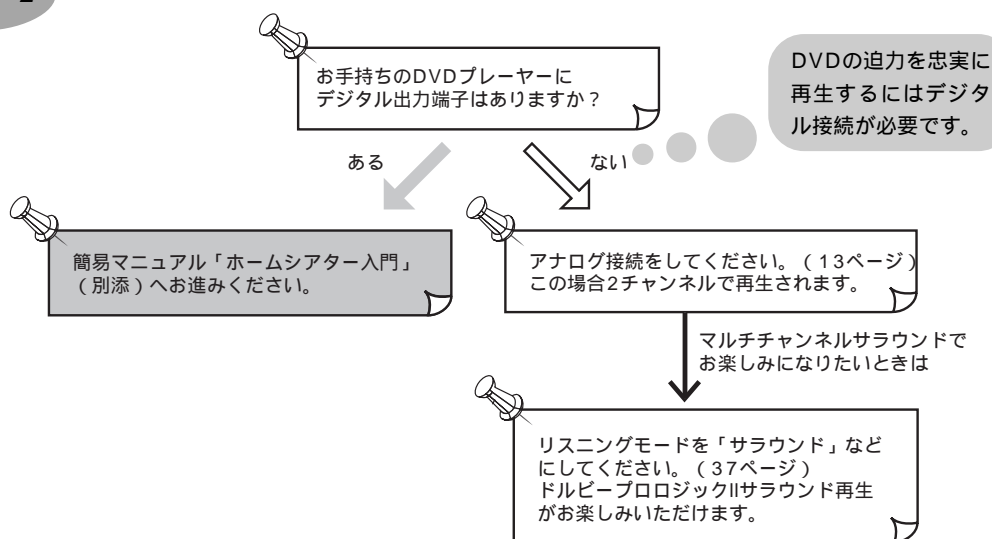 お手持ちのDVDプレーヤーに
デジタル出力端子はありますか？
DVDの迫力を忠実に
再生するにはデジタ
ル接続が必要です。
ある
ない
簡易マニュアル「ホームシアター入門」
（別添）へお進みください。
アナログ接続をしてください。（13ページ）
この場合2チャンネルで再生されます。
マルチチャンネルサラウンドで
お楽しみになりたいときは
リスニングモードを「サラウンド」など
にしてください。（37ページ）
ドルビープロロジックIIサラウンド再生
がお楽しみいただけます。